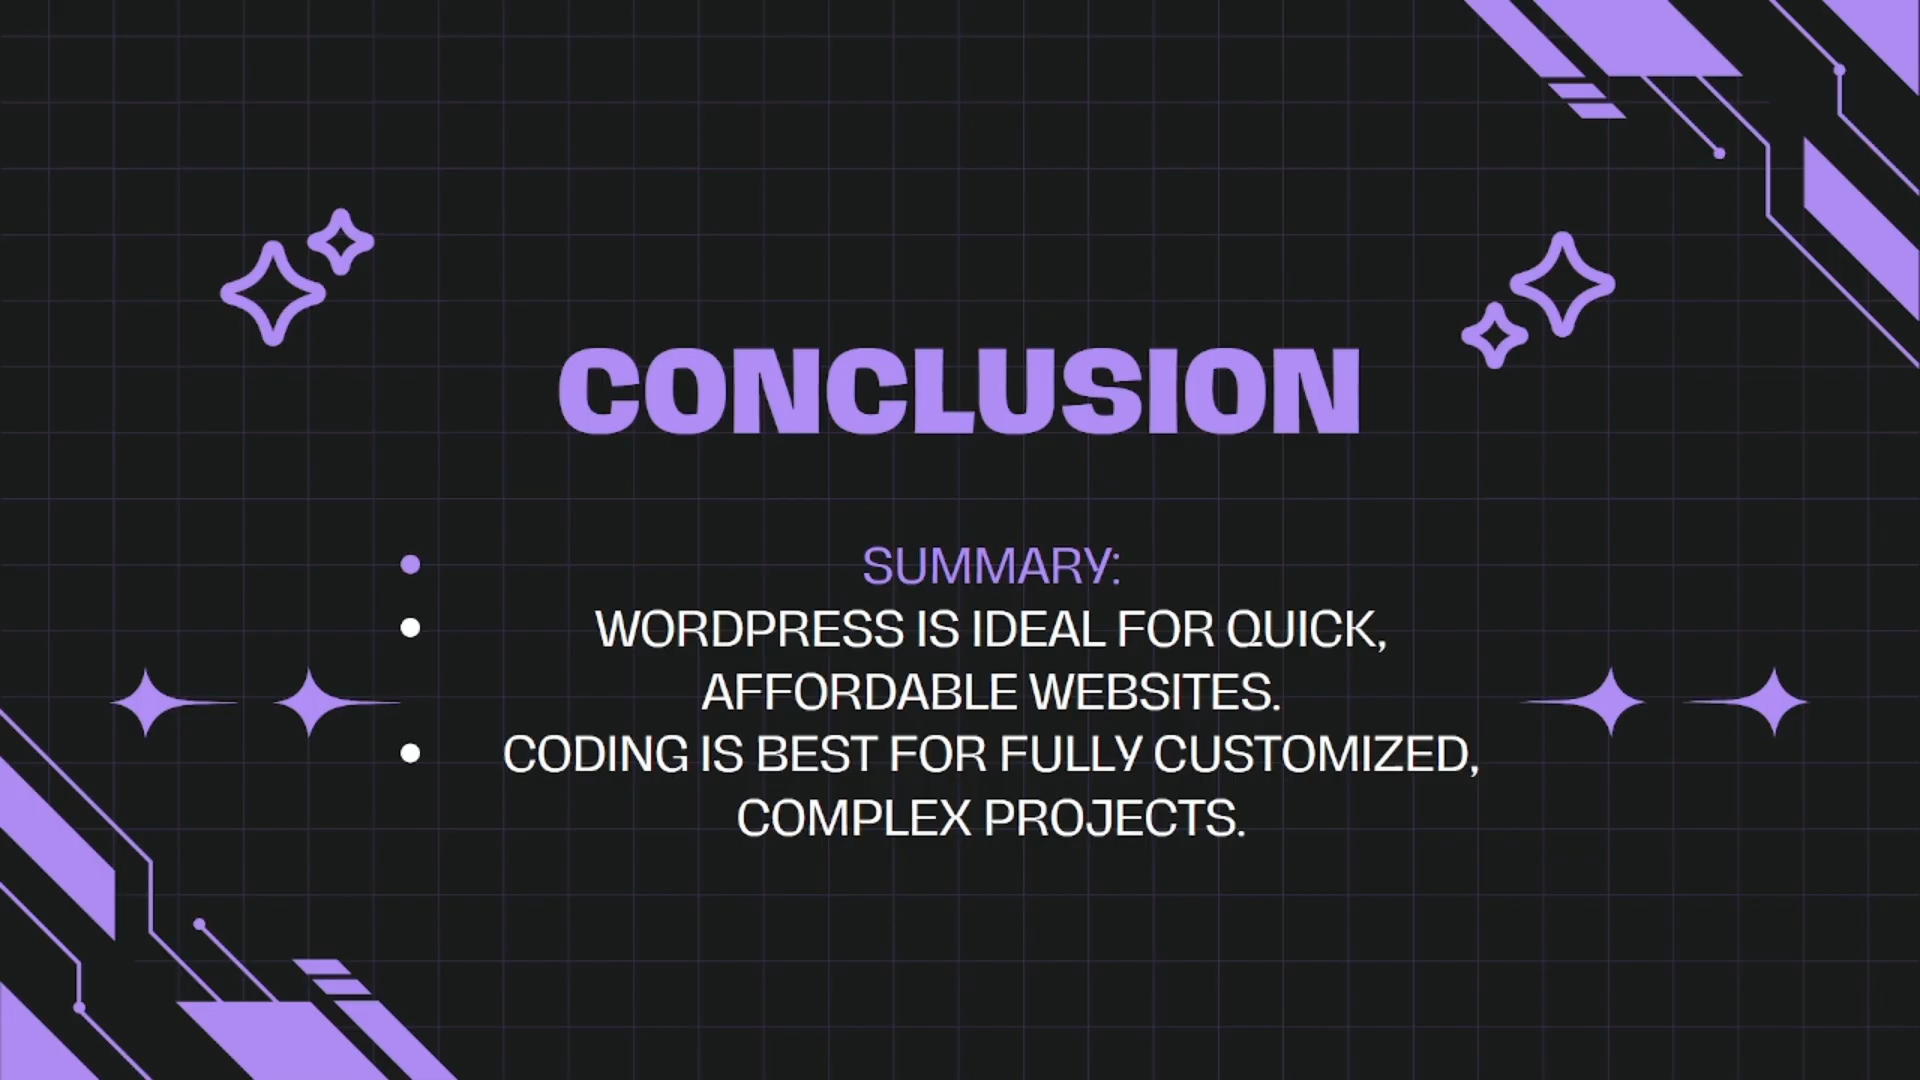 CONCLUSION
• SUMMARY:
• WORDPRESS IS IDEAL FOR QUICK,
AFFORDABLE WEBSITES.
• CODING IS BEST FOR FULLY CUSTOMIZED,
COMPLEX PROJECTS.